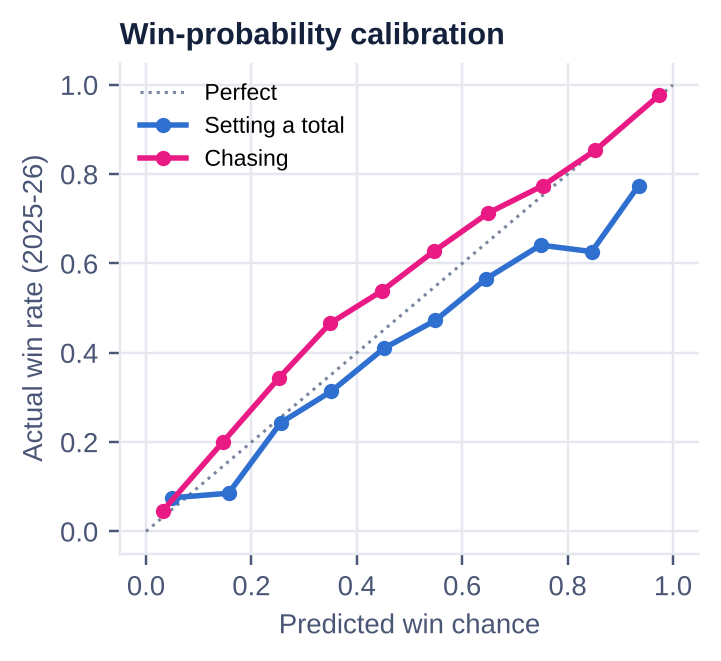 Win-probability calibration
Perfect
Setting a total
Chasing
1.0
0.8
0.6
0.4
0.2
0.0
Actual win rate (2025-26)
0.0 0.2 0.4 0.6 0.8 1.0
Predicted win chance